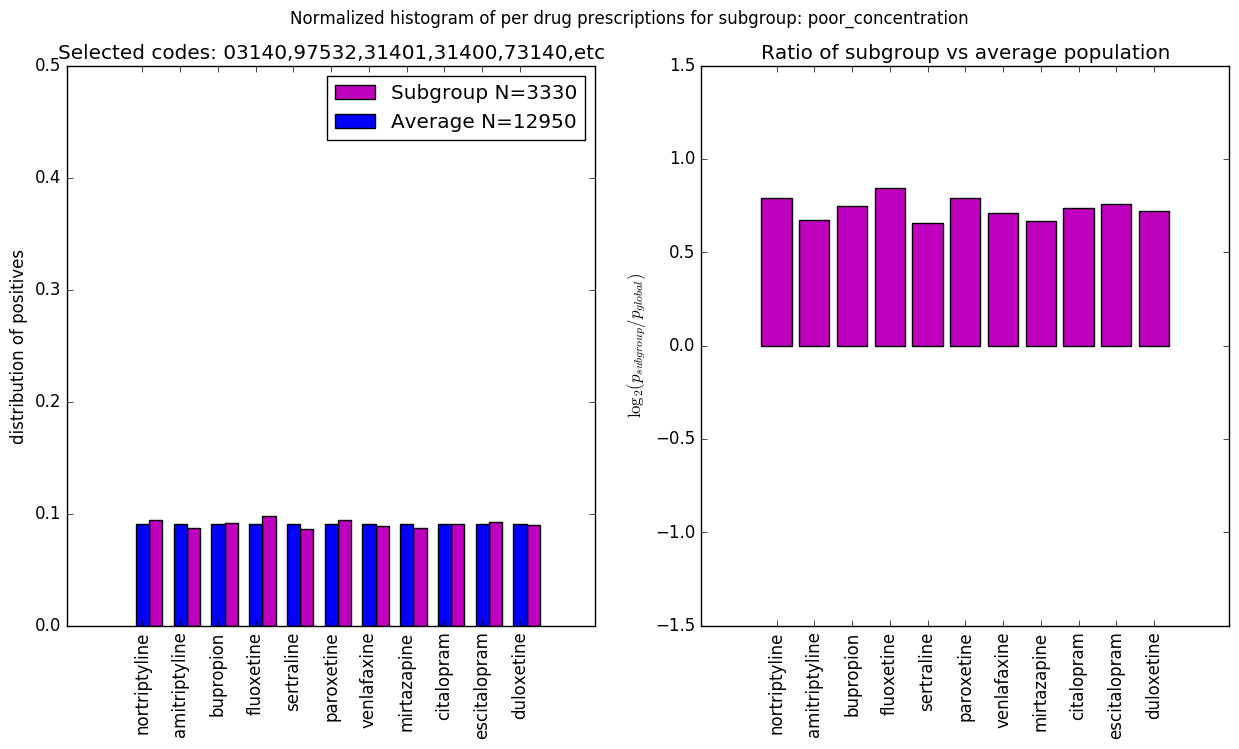 Normalized histogram of per drug prescriptions for subgroup: poor_concentration
Selected codes: 03140,97532,31401,31400,73140,etc
0.5
0.4
0.3
0.2
0.1
0.0
distribution of positives
Subgroup N=3330
Average N=12950
nortriptyline
amitriptyline
bupropion
fluoxetine
sertraline
paroxetine
venlafaxine
mirtazapine
citalopram
escitalopram
duloxetine
Ratio of subgroup vs average population
1.5
1.0
0.5
0.0
−0.5
−1.0
−1.5
log2(psubgroup/pglobal)
nortriptyline
amitriptyline
bupropion
fluoxetine
sertraline
paroxetine
venlafaxine
mirtazapine
citalopram
escitalopram
duloxetine